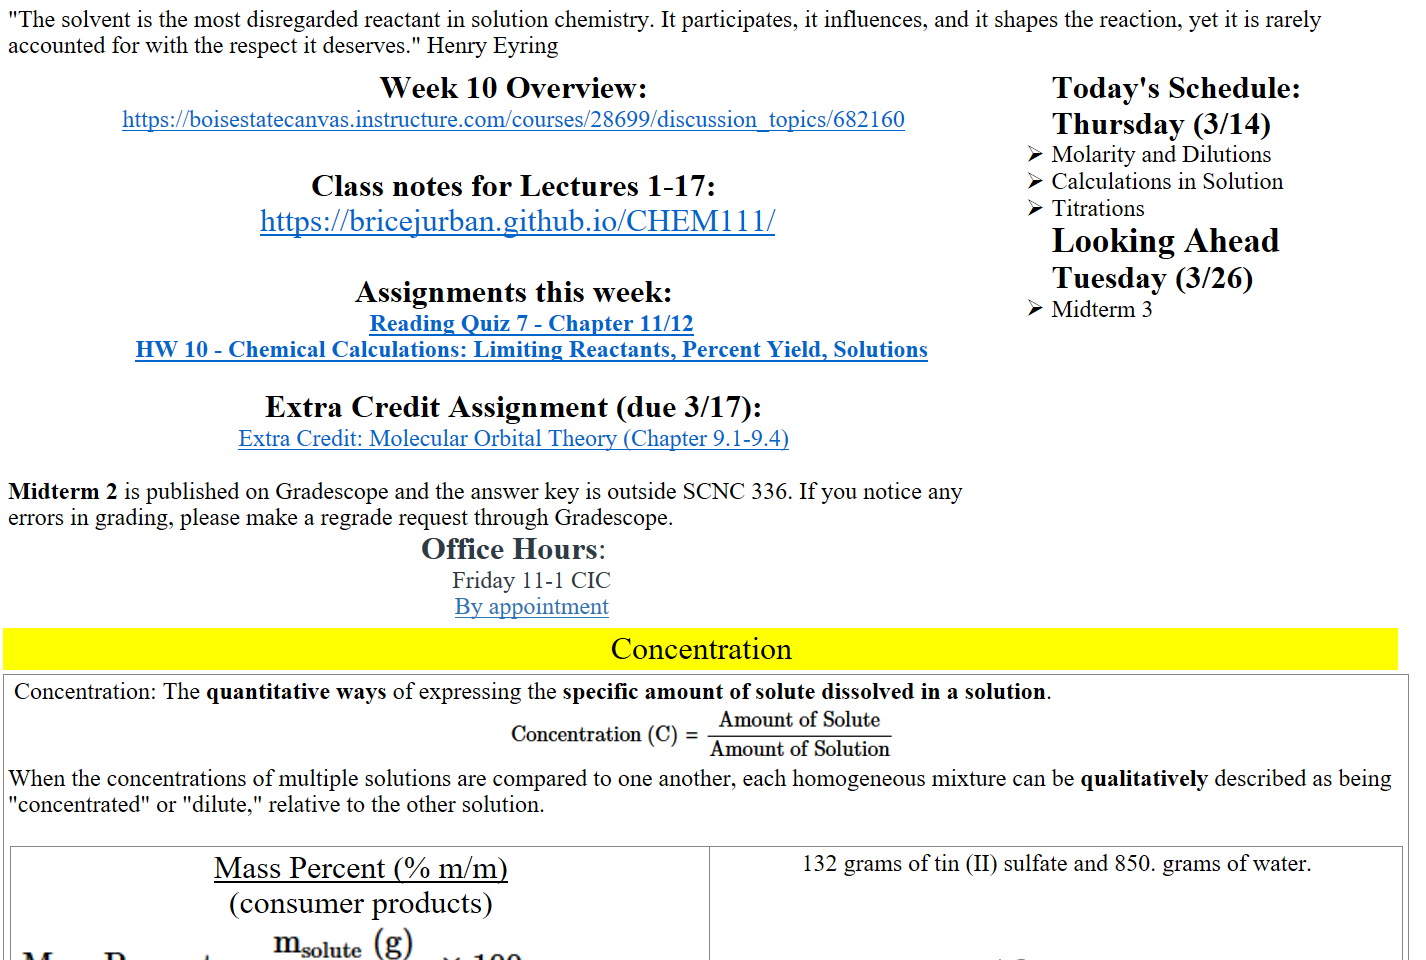 "The solvent is the most disregarded reactant in solution chemistry. It participates, it influences, and it shapes the reaction, yet it is rarely
accounted for with the respect it deserves." Henry Eyring
Week 10 Overview:
https://boisestatecanvas.instructure.com/courses/28699/discussion_topics/682160
Class notes for Lectures 1-17:
https://bricejurban.github.io/CHEM111/
Assignments this week:
Reading Quiz 7 - Chapter 11/12
HW 10 - Chemical Calculations: Limiting Reactants, Percent Yield, Solutions
Extra Credit Assignment (due 3/17):
Extra Credit: Molecular Orbital Theory (Chapter 9.1-9.4)
Midterm 2 is published on Gradescope and the answer key is outside SCNC 336. If you notice any
errors in grading, please make a regrade request through Gradescope.
Office Hours:
Friday 11-1 CIC
By appointment
Today's Schedule:
Thursday (3/14)
➢ Molarity and Dilutions
➢ Calculations in Solution
➢ Titrations
Looking Ahead
Tuesday (3/26)
➢ Midterm 3
Concentration
Concentration: The quantitative ways of expressing the specific amount of solute dissolved in a solution.
Concentration (C) = Amount of Solute
Amount of Solution
When the concentrations of multiple solutions are compared to one another, each homogeneous mixture can be qualitatively described as being
"concentrated" or "dilute," relative to the other solution.
Mass Percent (% m/m)
(consumer products)
m solute (g)
132 grams of tin (II) sulfate and 850. grams of water.